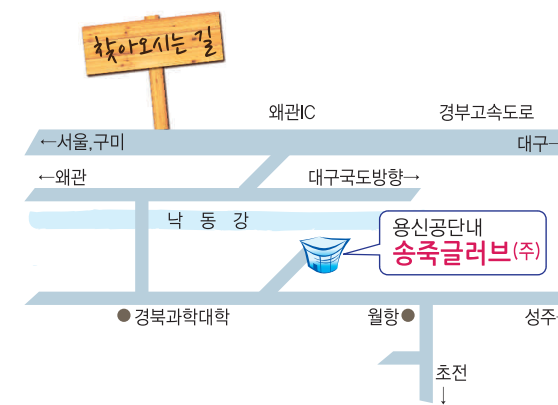 찾아오시는 길
왜관IC
경부고속도로
←서울,구미
대구─
←왜관
대구국도방향→
낙 동 강
용신공단내
송죽글러브(주)
경북과학대학
월항
성주
초전
↓